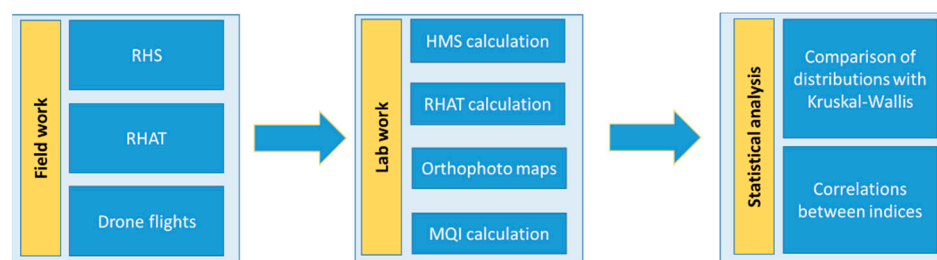 Field work
RHS
RHAT
Drone flights
Lab work
HMS calculation
RHAT calculation
Orthophoto maps
MQI calculation
Statistical analysis
Comparison of
distributions with
Kruskal-Wallis
Correlations
between indices